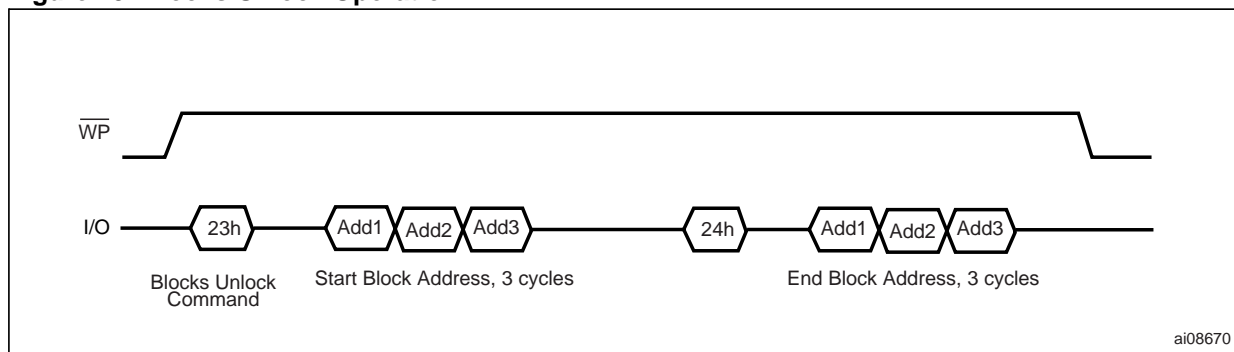 WP
I/O
23h
Add1
Add2
Add3
24h
Add1
Add2
Add3
Blocks Unlock
Command
Start Block Address, 3 cycles
End Block Address, 3 cycles
ai08670